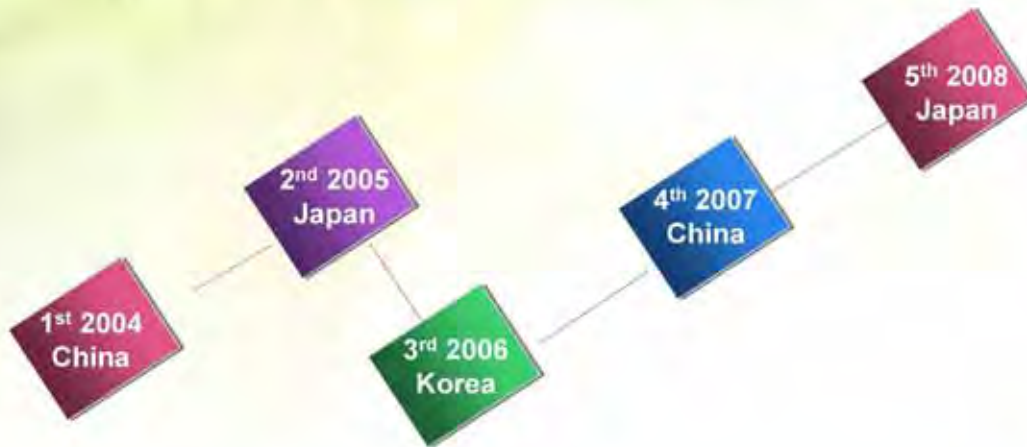 1st 2004
China
2nd 2005
Japan
3rd 2006
Korea
4th 2007
China
5th 2008
Japan